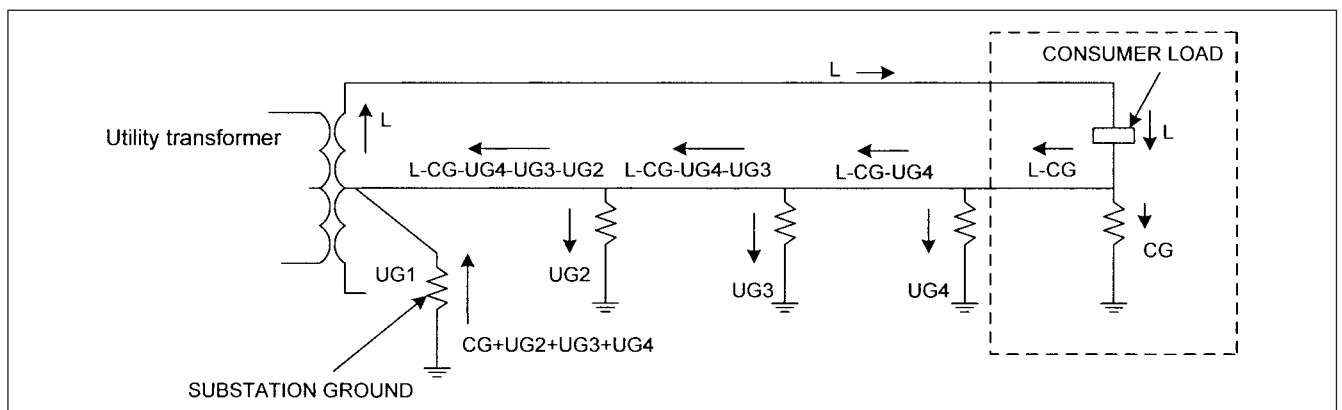 CONSUMER LOAD
L
Utility transformer
L
L
L-CG-UG4-UG3-UG2
L-CG-UG4-UG3
L-CG-UG4
L-CG
CG
UG1
UG2
UG3
UG4
CG+UG2+UG3+UG4
SUBSTATION GROUND